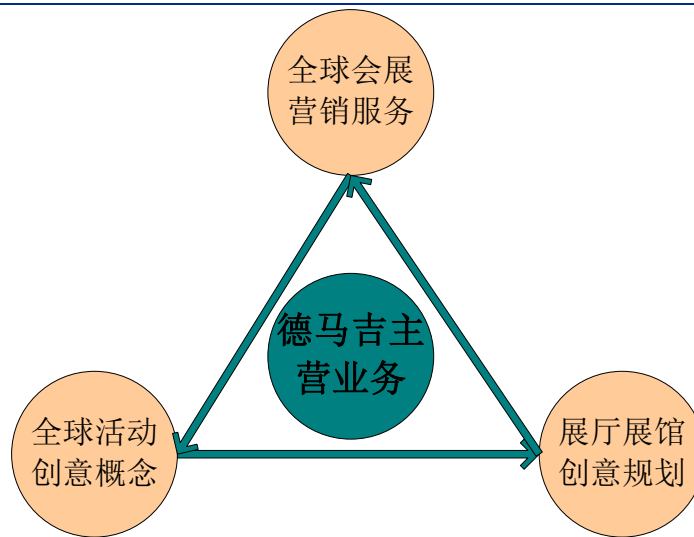 全球会展
营销服务
德马吉主
营业务
全球活动
创意概念
展厅展馆
创意规划